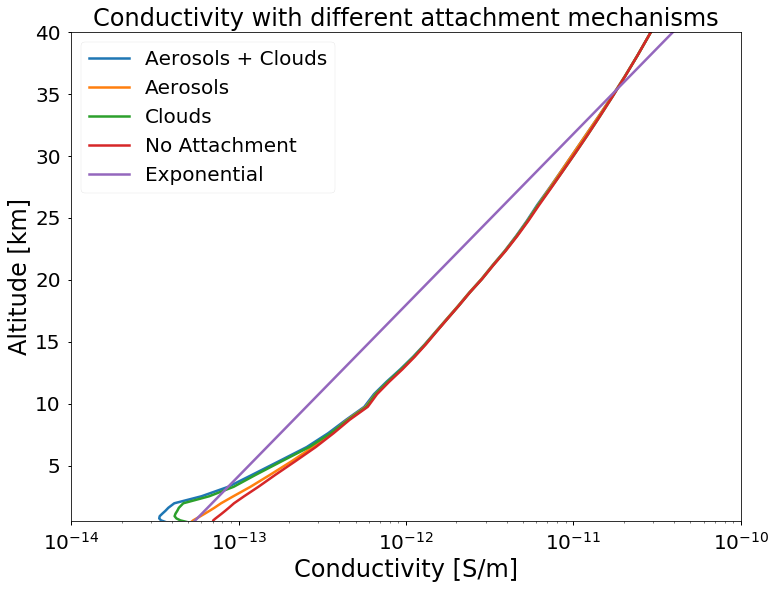 Conductivity with different attachment mechanisms
Aerosols + Clouds
Aerosols
Clouds
No Attachment
Exponential
Altitude [km]
40
35
30
25
20
15
10
5
10⁻¹⁴
10⁻¹³
10⁻¹²
10⁻¹¹
10⁻¹⁰
Conductivity [S/m]